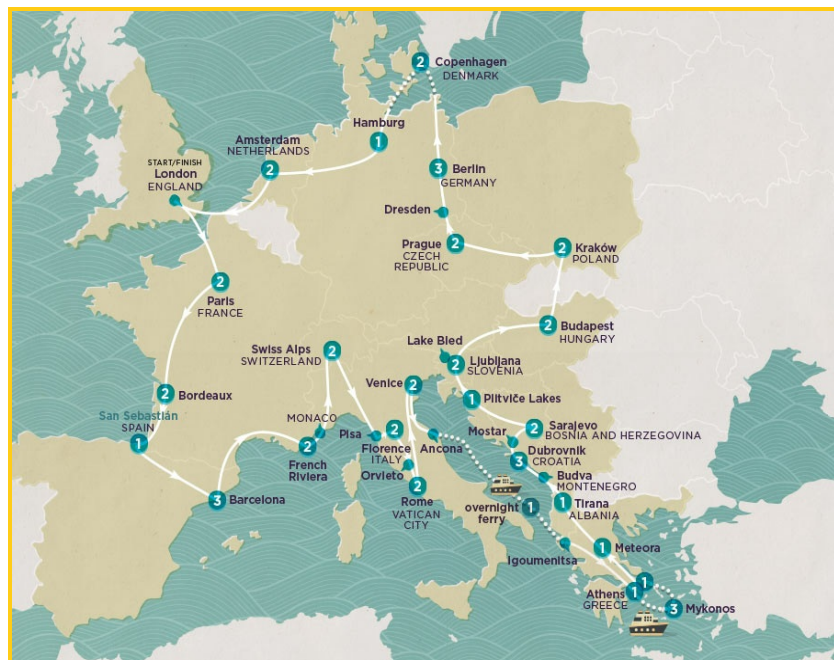 2
Copenhagen
DENMARK
Hamburg
1
Amsterdam
NETHERLANDS
2
START/FINISH
London
ENGLAND
3
Berlin
GERMANY
Dresden
Prague
CZECH
REPUBLIC
2
2
Kraków
POLAND
2
Paris
FRANCE
Swiss Alps
SWITZERLAND
2
Lake Bled
2
Ljubljana
SLOVENIA
2
Budapest
HUNGARY
Venice
2
2
Bordeaux
San Sebastián
SPAIN
1
1
Plitviče Lakes
MONACO
Pisa
2
Florence
ITALY
2
French
Riviera
Ancona
Mostar
2
Sarajevo
BOSNIA AND HERZEGOVINA
3
Dubrovnik
CROATIA
Orvieto
2
Rome
VATICAN
CITY
Budva
MONTENEGRO
3
Barcelona
overnight
ferry
1
1
Tirana
ALBANIA
Igoumenitsa
1
Meteora
Athens
GREECE
1
1
3
Mykonos